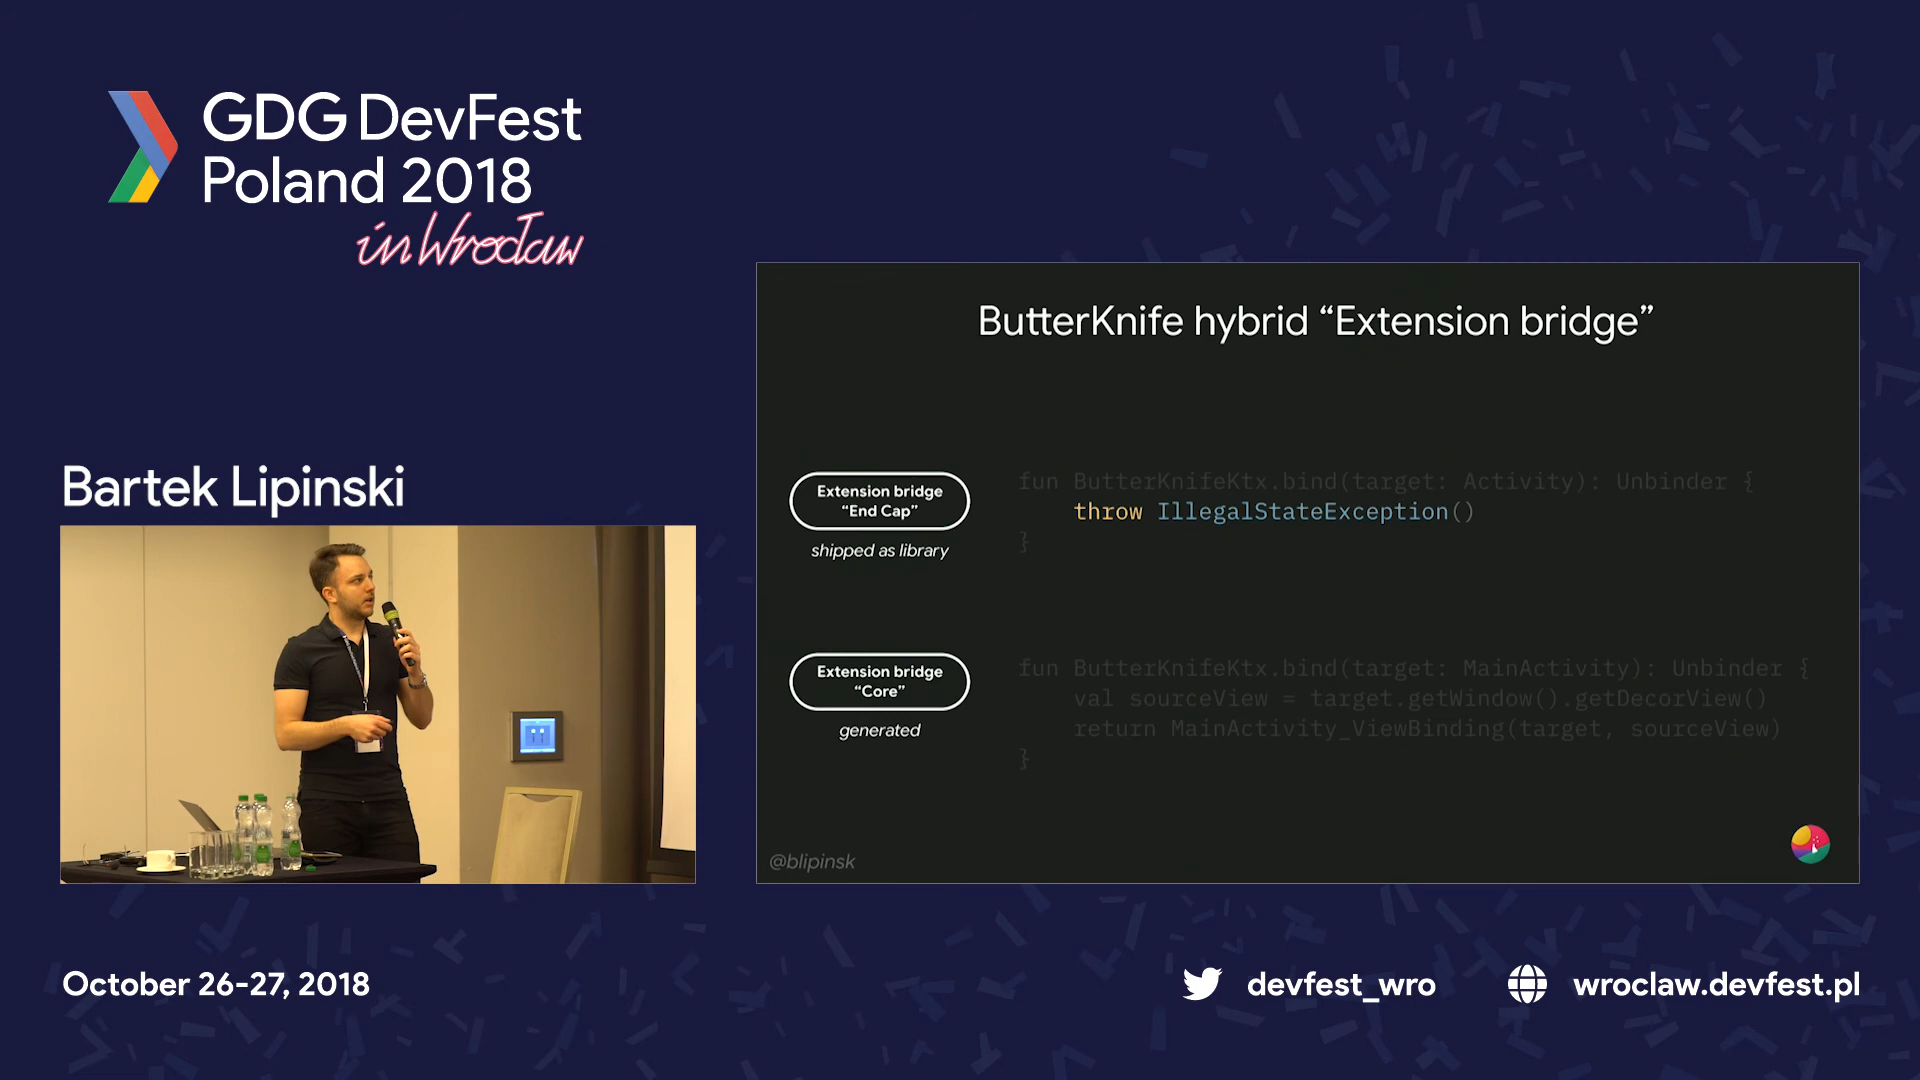 GDG DevFest
Poland 2018
in Wrocław
Bartek Lipinski
ButterKnife hybrid “Extension bridge”
Extension bridge
“End Cap”
shipped as library
fun ButterKnifeKtx.bind(target: Activity): Unbinder {
throw IllegalStateException()
}
Extension bridge
“Core”
generated
fun ButterKnifeKtx.bind(target: MainActivity): Unbinder {
val sourceView = target.getWindow().getDecorView()
return MainActivity_ViewBinding(target, sourceView)
}
@blipinsk
October 26-27, 2018
devfest_wro
wroclaw.devfest.pl